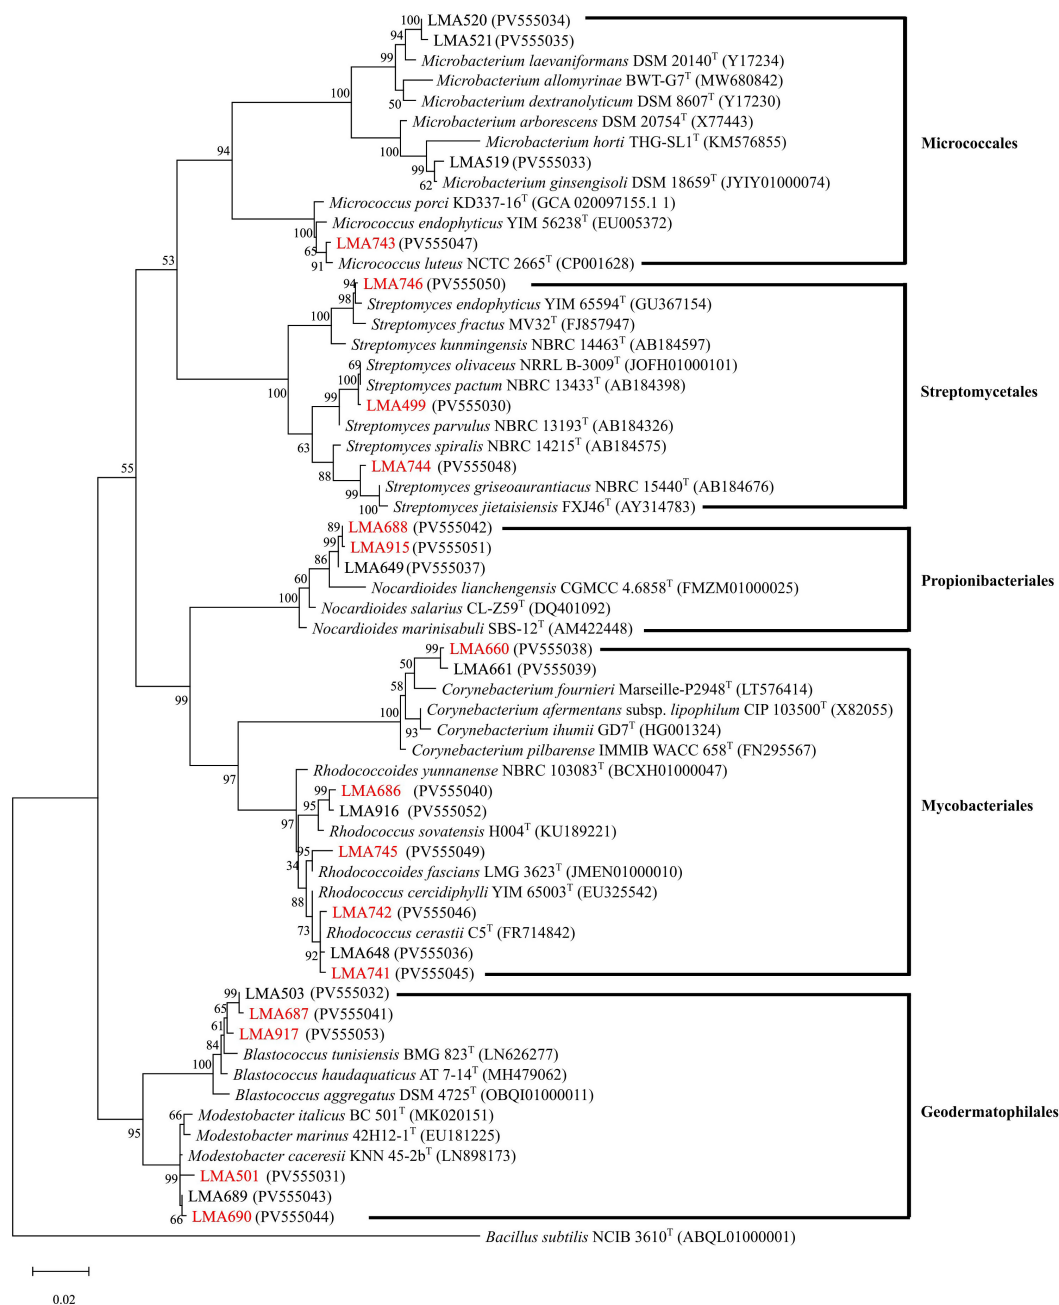 100 LMA520 (PV555034)
94 LMA521 (PV555035)
99 Microbacterium laevaniformans DSM 20140T (Y17234)
Microbacterium allomyrinae BWT-G7T (MW680842)
100 50 Microbacterium dextranolyticum DSM 8607T (Y17230)
Microbacterium arborescens DSM 20754T (X77443)
Microbacterium horti THG-SL1T (KM576855)
Micrococcales
100 LMA519 (PV555033)
94 99 62 Microbacterium ginsengisoli DSM 18659T (JYIY01000074)
Micrococcus porci KD337-16T (GCA 020097155.1 1)
Micrococcus endophyticus YIM 56238T (EU005372)
100 LMA743 (PV555047)
53 65 91 Micrococcus luteus NCTC 2665T (CP001628)
94 LMA746 (PV555050)
98 Streptomyces endophyticus YIM 65594T (GU367154)
100 Streptomyces fractus MV32T (FJ857947)
Streptomyces kunmingensis NBRC 14463T (AB184597)
69 Streptomyces olivaceus NRRL B-3009T (JOFH01000101)
100 100 Streptomyces pactum NBRC 13433T (AB184398)
Streptomycetales
99 LMA499 (PV555030)
Streptomyces parvulus NBRC 13193T (AB184326)
63 Streptomyces spiralis NBRC 14215T (AB184575)
55 LMA744 (PV555048)
88 Streptomyces griseoaurantiacus NBRC 15440T (AB184676)
99 100 Streptomyces jietaisiensis FXJ46T (AY314783)
89 LMA688 (PV555042)
99 LMA915 (PV555051)
86 LMA649 (PV555037)
60 Nocardioides lianchengensis CGMCC 4.6858T (FMZM01000025)
Propionibacteriales
100 Nocardioides salarius CL-Z59T (DQ401092)
Nocardioides marinisabuli SBS-12T (AM422448)
99 LMA660 (PV555038)
50 LMA661 (PV555039)
99 58 Corynebacterium fournieri Marseille-P2948T (LT576414)
100 Corynebacterium afermentans subsp. lipophilum CIP 103500T (X82055)
93 Corynebacterium ihumii GD7T (HG001324)
Corynebacterium pilbarense IMMIB WACC 658T (FN295567)
97 Rhodococcoides yunnanense NBRC 103083T (BCXH01000047)
99 LMA686 (PV555040)
95 LMA916 (PV555052)
Mycobacteriales
97 Rhodococcus sovatensis H004T (KU189221)
95 LMA745 (PV555049)
34 Rhodococcoides fascians LMG 3623T (JMEN01000010)
Rhodococcus cercidiphylli YIM 65003T (EU325542)
88 LMA742 (PV555046)
73 Rhodococcus cerastii C5T (FR714842)
92 LMA648 (PV555036)
LMA741 (PV555045)
99 LMA503 (PV555032)
65 LMA687 (PV555041)
61 LMA917 (PV555053)
84 Blastococcus tunisiensis BMG 823T (LN626277)
100 Blastococcus haudaquaticus AT 7-14T (MH479062)
Blastococcus aggregatus DSM 4725T (OBQI01000011)
Geodermatophilales
66 Modestobacter italicus BC 501T (MK020151)
95 Modestobacter marinus 42H12-1T (EU181225)
Modestobacter caceresii KNN 45-2bT (LN898173)
99 LMA501 (PV555031)
LMA689 (PV555043)
66 LMA690 (PV555044)
Bacillus subtilis NCIB 3610T (ABQL01000001)
0.02